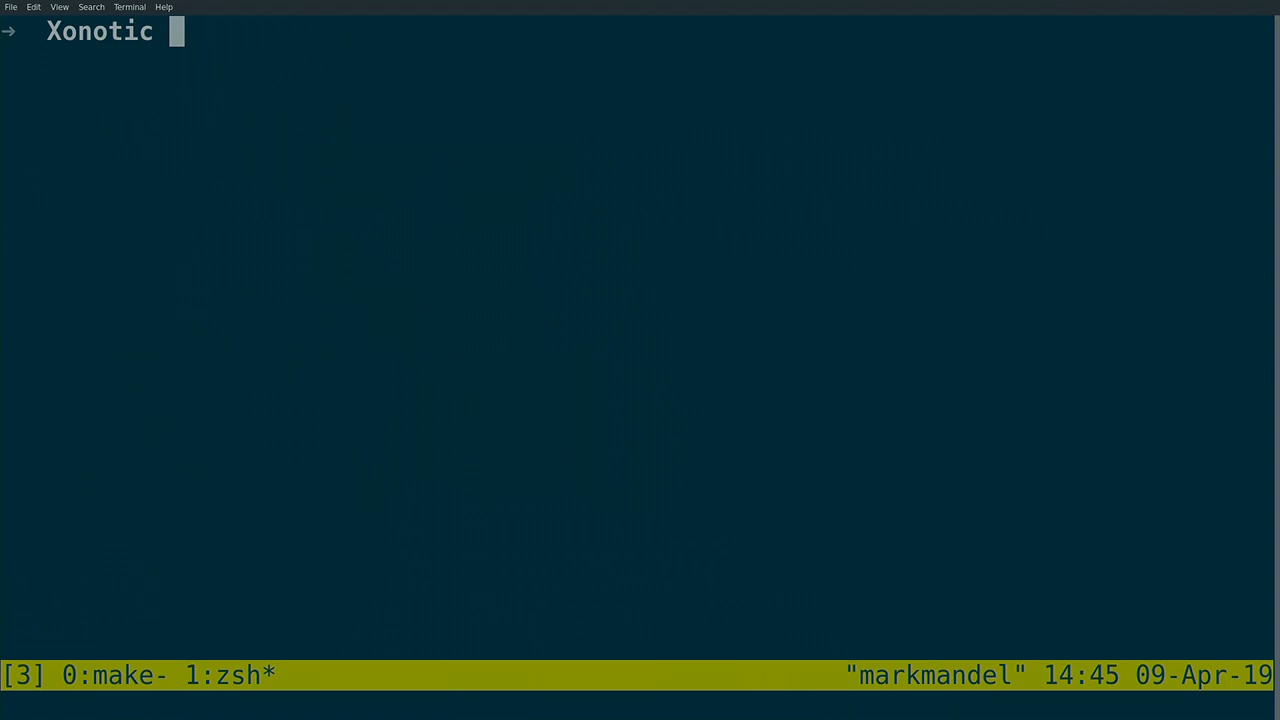 File Edit View Search Terminal Help
→ Xonotic
[3] 0:make- 1:zsh* "markmandel" 14:45 09-Apr-19